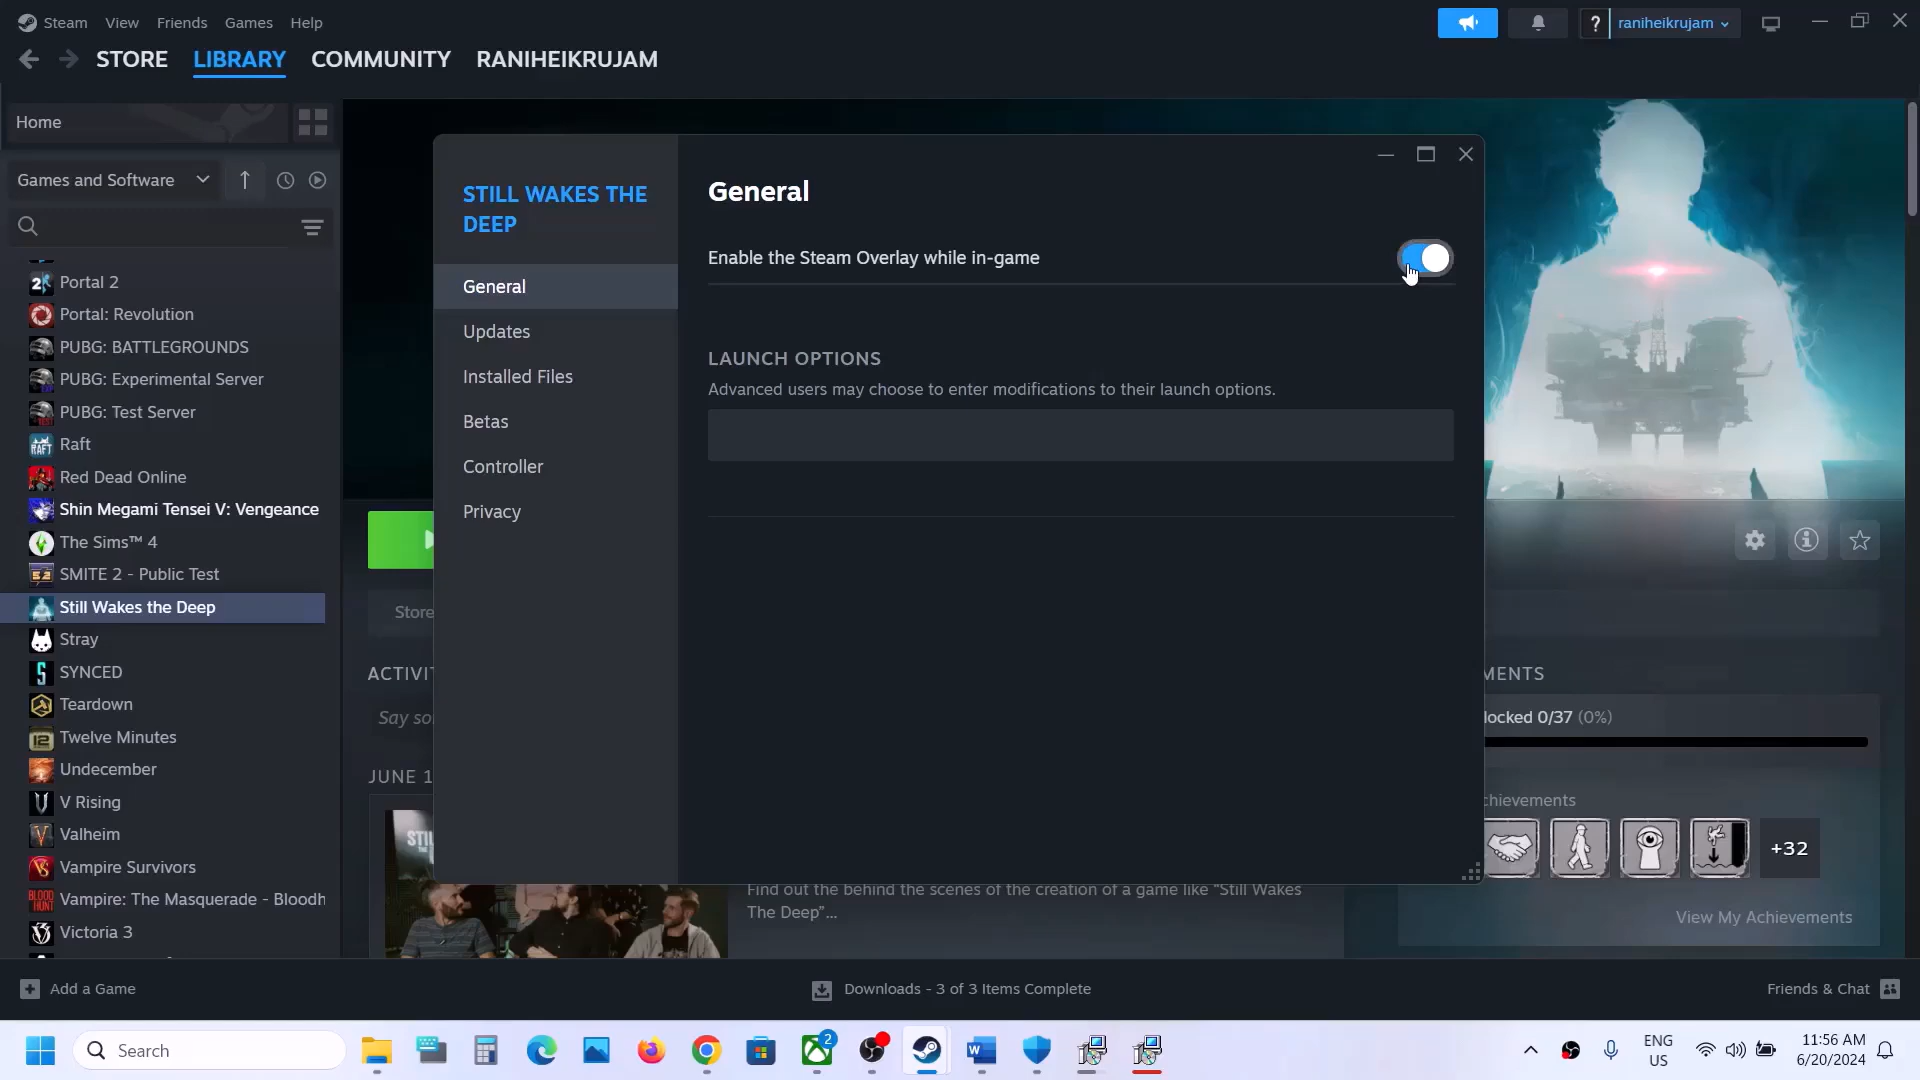 Steam View Friends Games Help
? raniheikrujam
STORE LIBRARY COMMUNITY RANIHEIKRUJAM
Home
Games and Software
Portal 2
Portal: Revolution
PUBG: BATTLEGROUNDS
PUBG: Experimental Server
PUBG: Test Server
Raft
Red Dead Online
Shin Megami Tensei V: Vengeance
The Sims™ 4
SMITE 2 - Public Test
Still Wakes the Deep
Stray
SYNCED
Teardown
Twelve Minutes
Undecember
V Rising
Valheim
Vampire Survivors
Vampire: The Masquerade - Bloodh
Victoria 3
STILL WAKES THE
DEEP
General
Updates
Installed Files
Betas
Controller
Privacy
General
Enable the Steam Overlay while in-game
LAUNCH OPTIONS
Advanced users may choose to enter modifications to their launch options.
Store
ACTIVIT
Say so
JUNE 1
STIL
Find out the behind the scenes of the creation of a game like “Still Wakes
The Deep”...
MENTS
locked 0/37 (0%)
chievements
+32
View My Achievements
Add a Game
Downloads - 3 of 3 Items Complete
Friends & Chat
Search
2
ENG
US
11:56 AM
6/20/2024